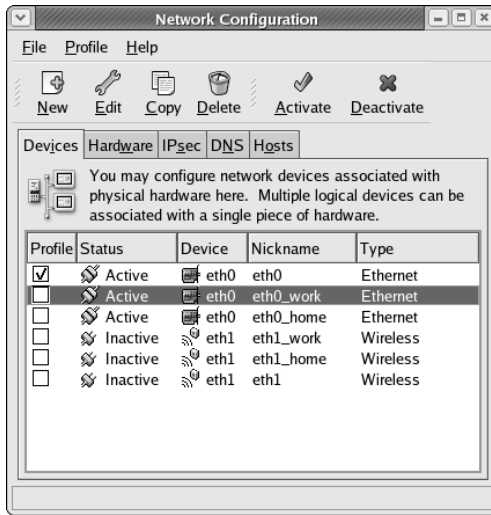 Network Configuration
File Profile Help
New Edit Copy Delete Activate Deactivate
Devices Hardware IPsec DNS Hosts
You may configure network devices associated with
physical hardware here. Multiple logical devices can be
associated with a single piece of hardware.
Profile Status Device Nickname Type
Active eth0 eth0 Ethernet
Active eth0 eth0_work Ethernet
Active eth0 eth0_home Ethernet
Inactive eth1 eth1_work Wireless
Inactive eth1 eth1_home Wireless
Inactive eth1 eth1 Wireless